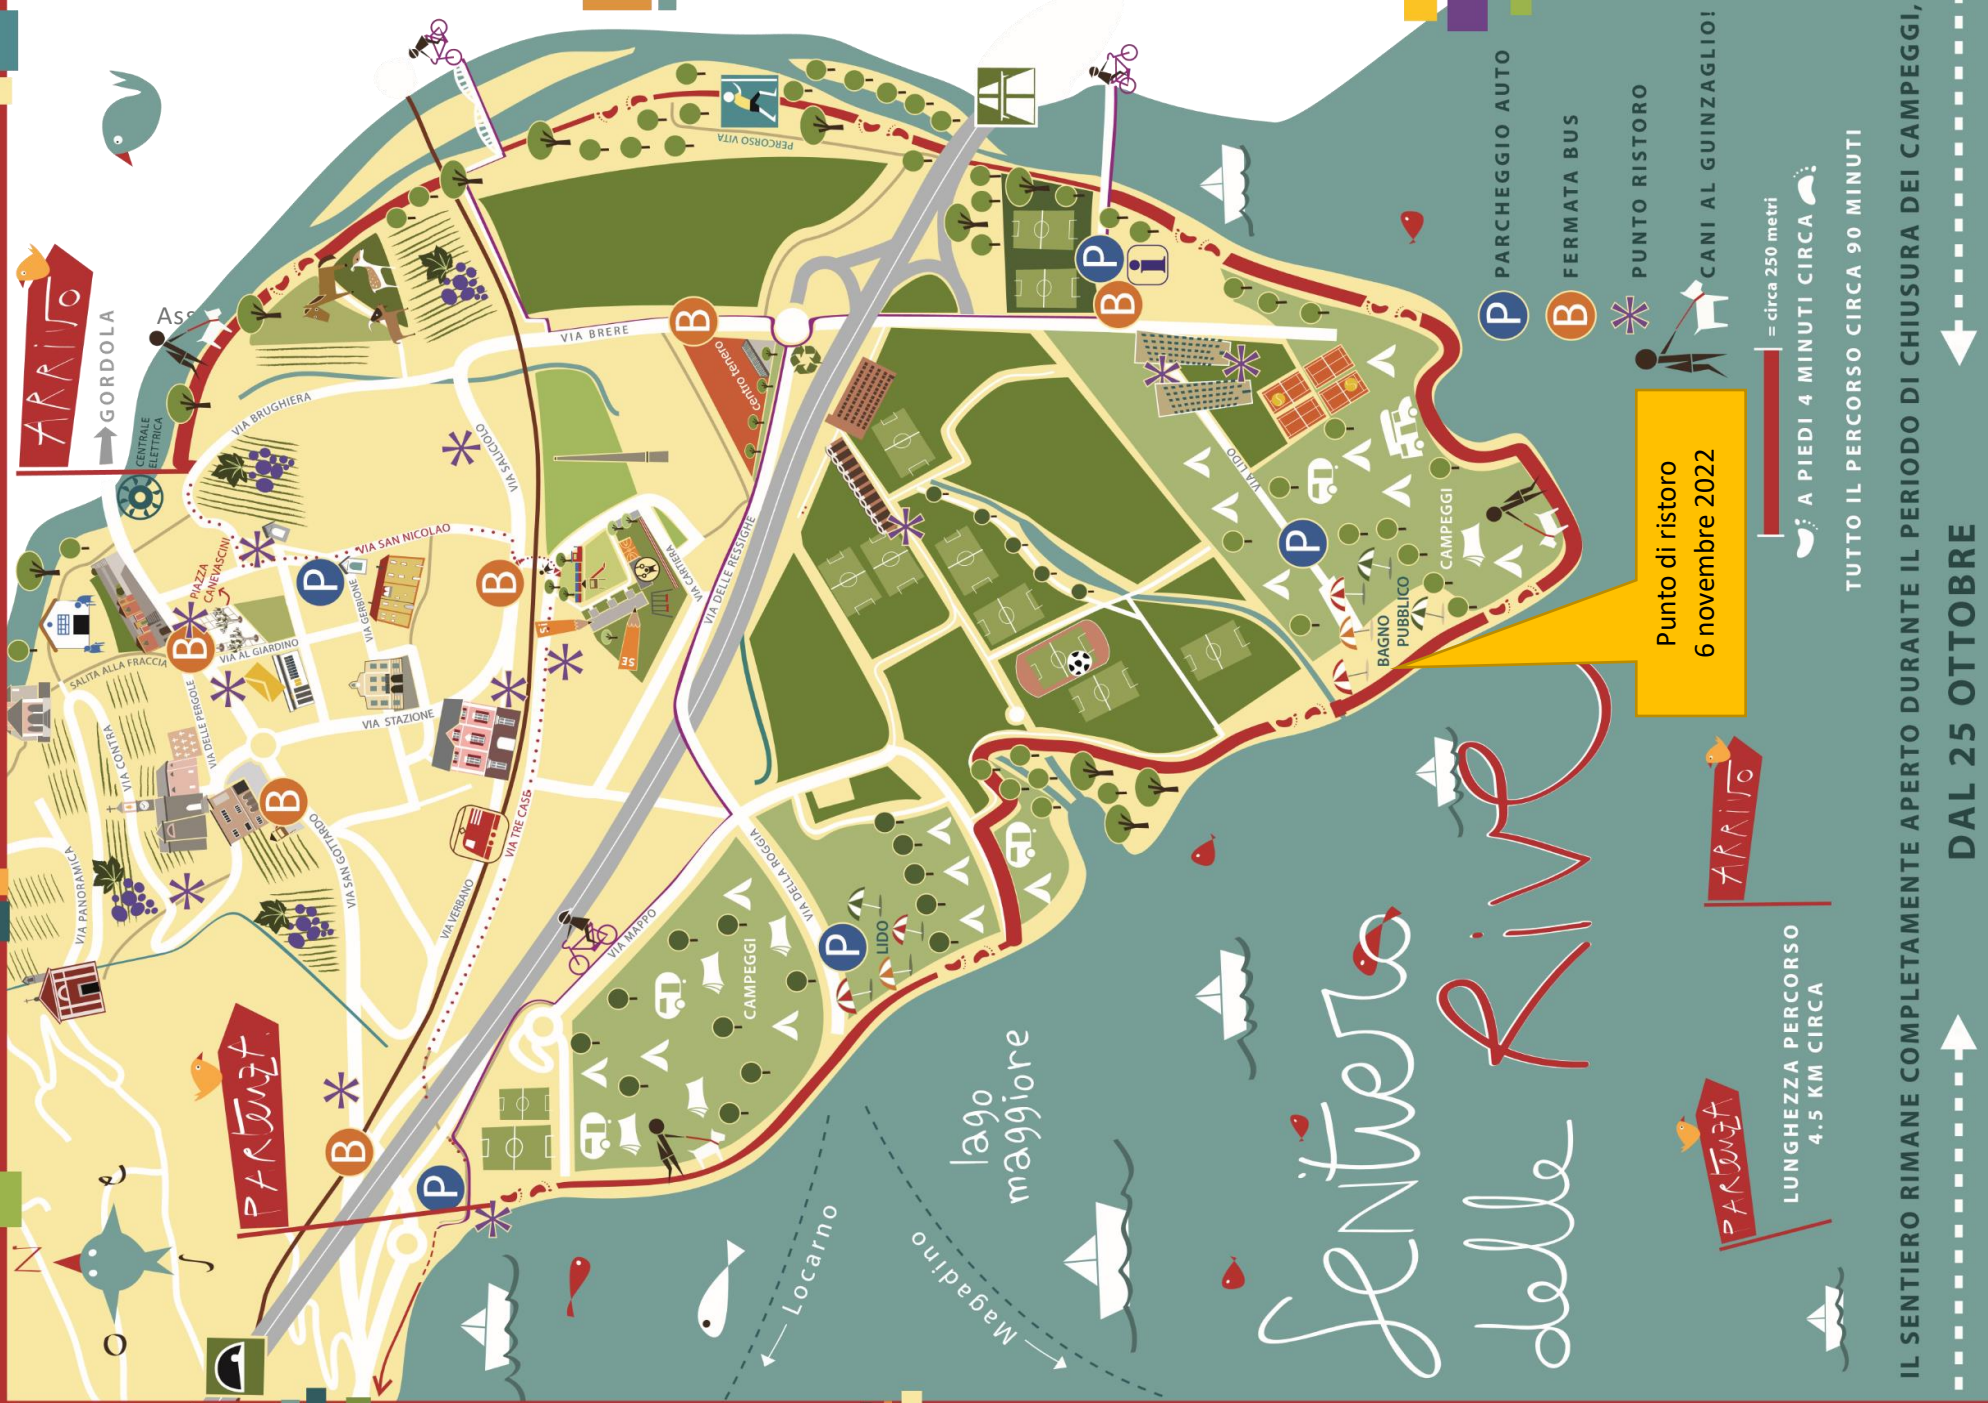 Sentiero
delle Rive
PARTENZA
ARRIVO
LUNGHEZZA PERCORSO
4.5 KM CIRCA
P PARCHEGGIO AUTO
B FERMATA BUS
PUNTO RISTORO
CANI AL GUINZAGLIO!
= circa 250 metri
A PIEDI 4 MINUTI CIRCA
TUTTO IL PERCORSO CIRCA 90 MINUTI
IL SENTIERO RIMANE COMPLETAMENTE APERTO DURANTE IL PERIODO DI CHIUSURA DEI CAMPEGGI,
DAL 25 OTTOBRE
Punto di ristoro
6 novembre 2022
PARTENZA
ARRIVO
GORDOLA
Ass
CENTRALE
ELETTRICA
VIA BRUGHIERA
VIA SALICIOLO
VIA BRERE
PERCORSO VITA
centro tenero
VIA SAN NICOLAO
PIAZZA
CANEVASCINI
VIA GERBIONE
VIA AL GIARDINO
SALITA ALLA FRACCIA
VIA DELLE PERGOLE
VIA CONTRA
VIA STAZIONE
VIA PANORAMICA
VIA SAN GOTTARDO
VIA VERBANO
VIA TRE CASE
VIA CARTIERA
VIA DELLE RESSIGHE
VIA MAPPO
VIA DELLA ROGGIA
VIA LIDO
CAMPEGGI
CAMPEGGI
LIDO
BAGNO
PUBBLICO
lago
maggiore
Locarno
Magadino
N
O
e
S
P
P
P
P
P
B
B
B
B
B
B
i
SE